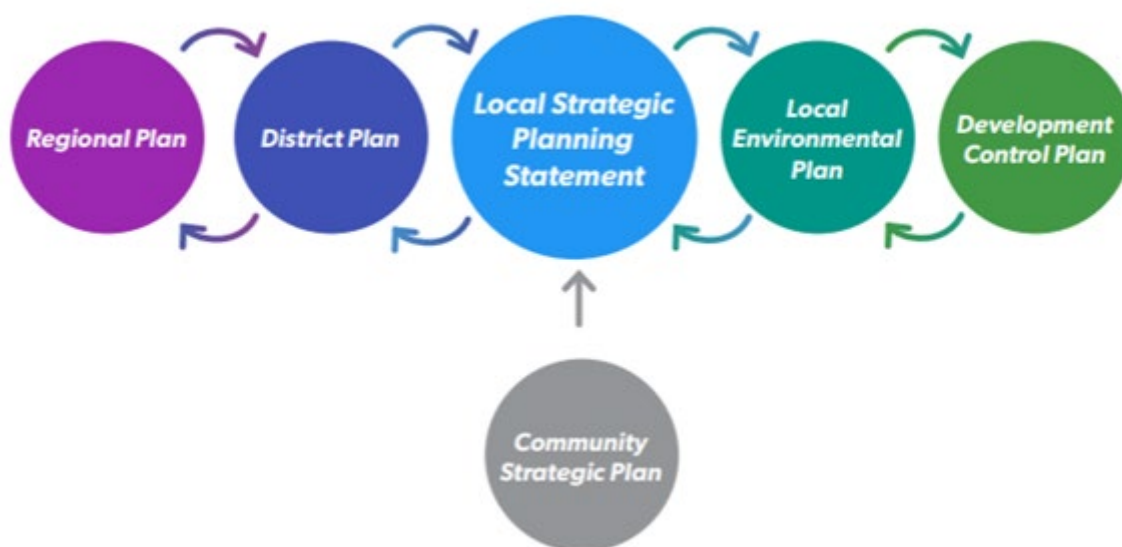 Regional Plan
District Plan
Local Strategic
Planning
Statement
Local
Environmental
Plan
Development
Control Plan
Community
Strategic Plan